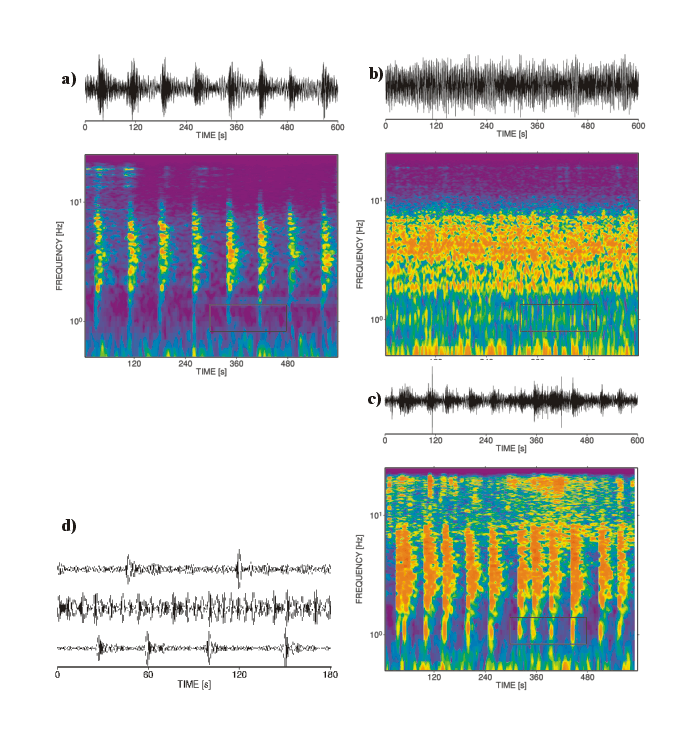 a)
0 120 240 360 480 600
TIME [s]
10¹
10⁰
FREQUENCY [Hz]
120 240 360 480
TIME [s]
b)
0 120 240 360 480 600
TIME [s]
10¹
10⁰
FREQUENCY [Hz]
c)
0 120 240 360 480 600
TIME [s]
10¹
10⁰
FREQUENCY [Hz]
0 120 240 360 480
TIME [s]
d)
0 60 120 180
TIME [s]